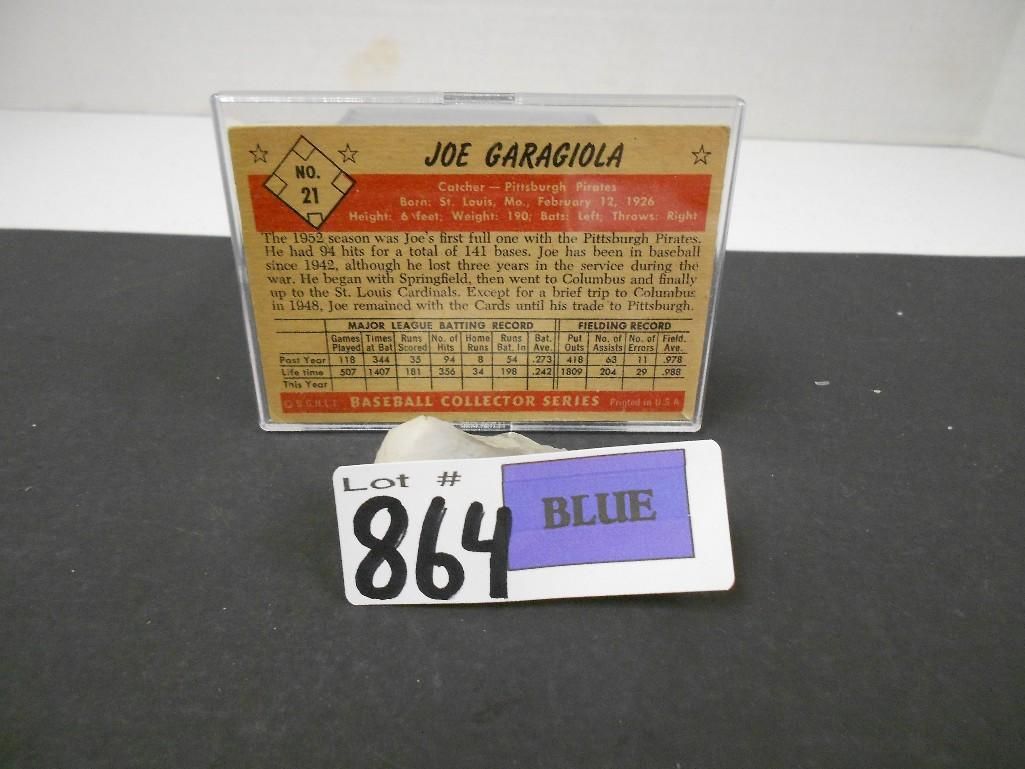 JOE GARAGIOLA
NO.
21
Catcher — Pittsburgh Pirates
Born: St. Louis, Mo., February 12, 1926
Height: 6 feet; Weight: 190; Bats: Left; Throws: Right
The 1952 season was Joe's first full one with the Pittsburgh Pirates.
He had 94 hits for a total of 141 bases. Joe has been in baseball
since 1942, although he lost three years in the service during the
war. He began with Springfield, then went to Columbus and finally
up to the St. Louis Cardinals. Except for a brief trip to Columbus
in 1948, Joe remained with the Cards until his trade to Pittsburgh.
MAJOR LEAGUE BATTING RECORD FIELDING RECORD
Games Times Runs No. of Home Runs Bat. Put No. of No. of Field.
Played at Bat Scored Hits Runs Bat. In Ave. Outs Assists Errors Ave.
Past Year 118 344 35 94 8 54 .273 418 63 11 .978
Life time 507 1407 181 356 34 198 .242 1809 204 29 .988
This Year
© B.G.H.L.I. BASEBALL COLLECTOR SERIES Printed in U.S.A.
Lot #
864
BLUE